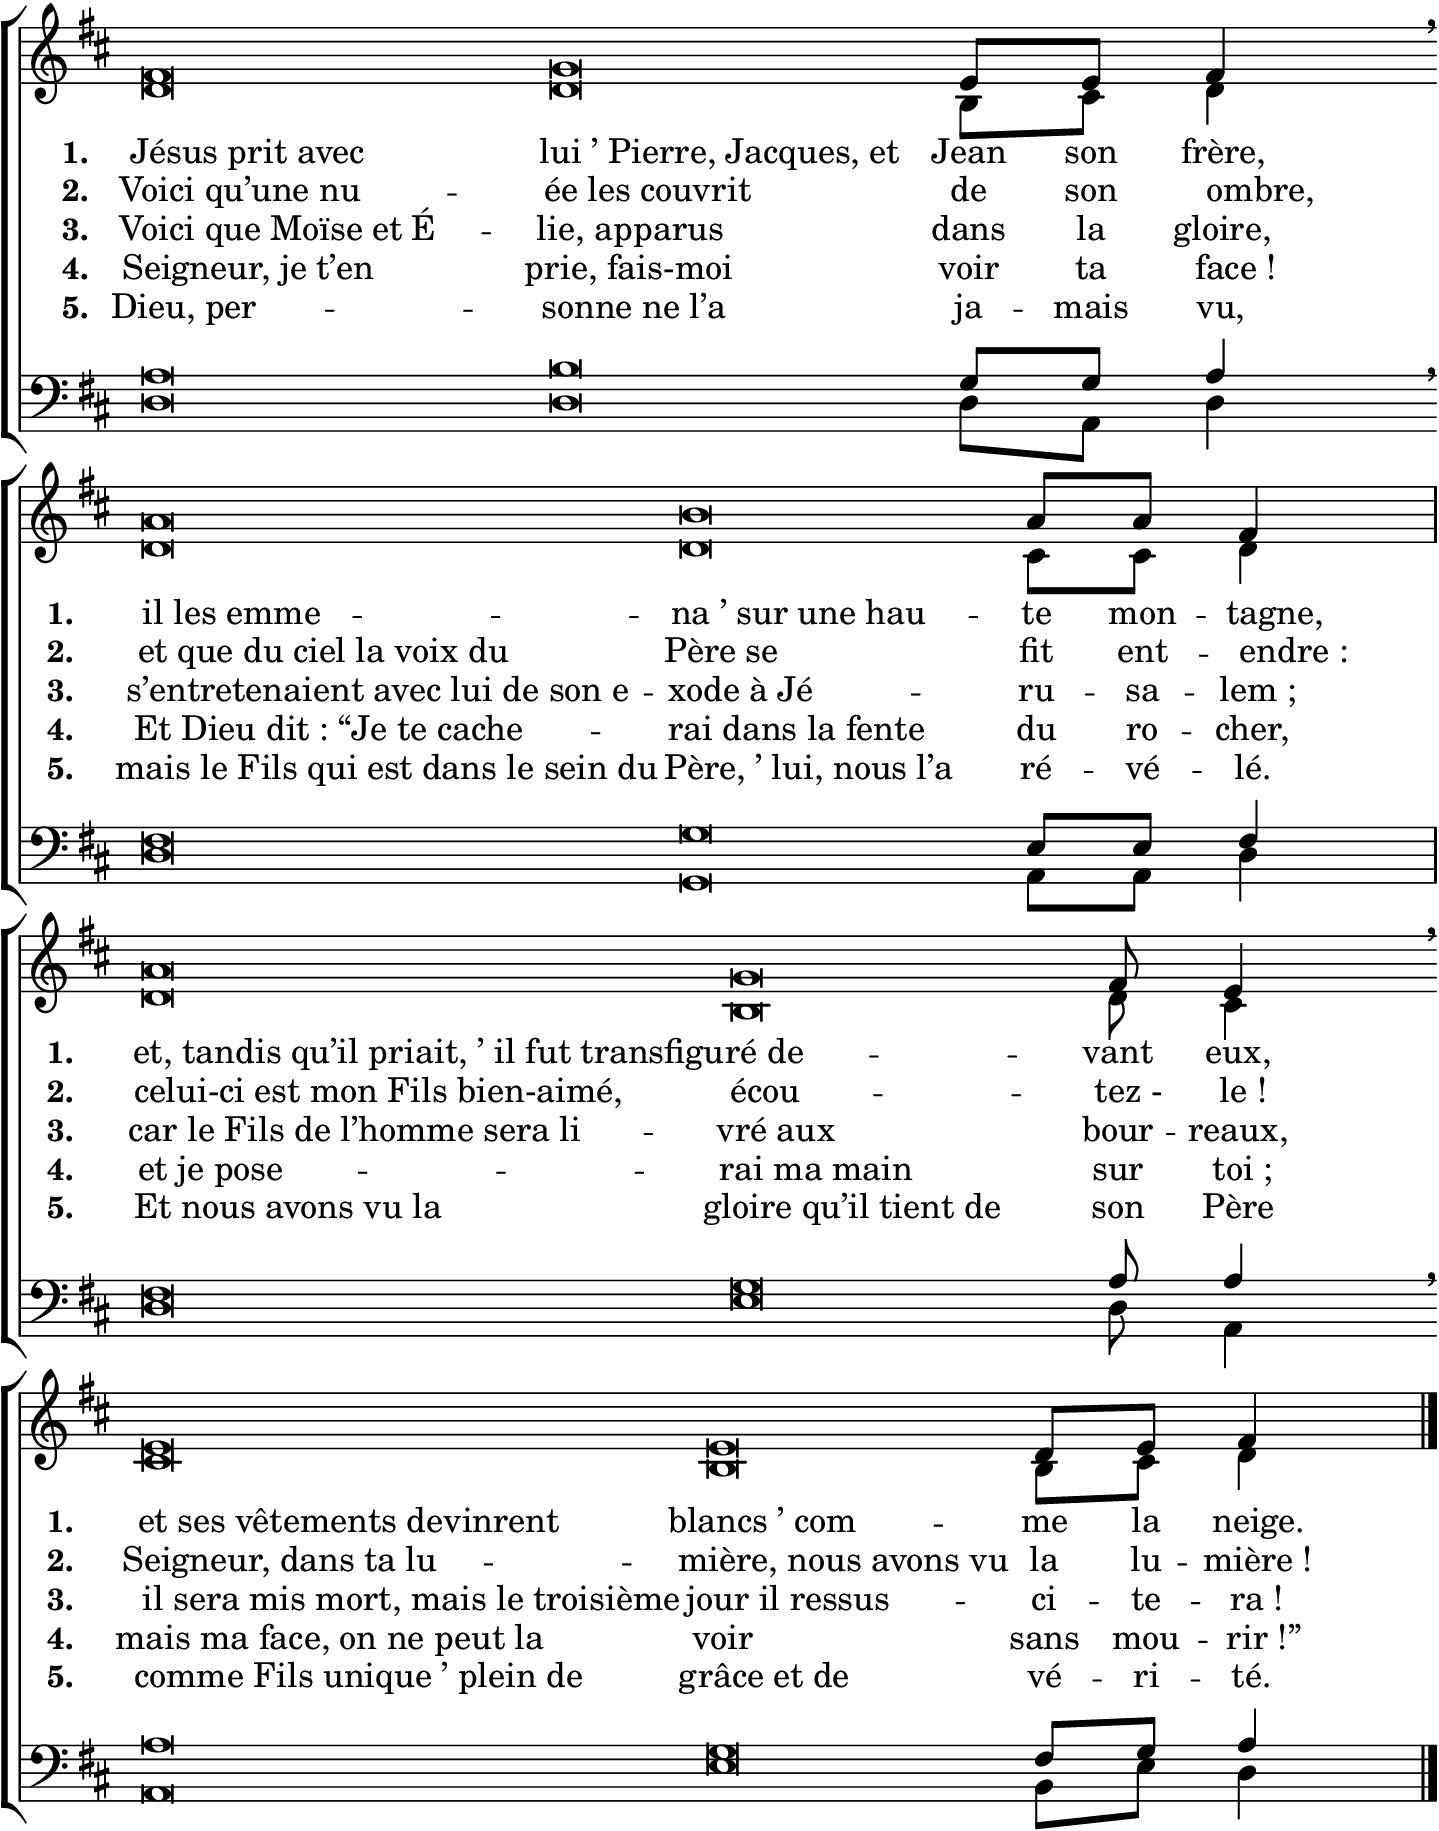 1. Jésus prit avec lui ’ Pierre, Jacques, et Jean son frère,
2. Voici qu’une nu -- ée les couvrit de son ombre,
3. Voici que Moïse et É -- lie, apparus dans la gloire,
4. Seigneur, je t’en prie, fais-moi voir ta face !
5. Dieu, per -- -- sonne ne l’a ja -- mais vu,
1. il les emme -- -- -- na ’ sur une hau -- te mon -- tagne,
2. et que du ciel la voix du Père se fit ent -- endre :
3. s’entretenaient avec lui de son e -- xode à Jé -- ru -- sa -- lem ;
4. Et Dieu dit : “Je te cache -- rai dans la fente du ro -- cher,
5. mais le Fils qui est dans le sein du Père, ’ lui, nous l’a ré -- vé -- lé.
1. et, tandis qu’il priait, ’ il fut transfiguré de -- -- vant eux,
2. celui-ci est mon Fils bien-aimé, écou -- -- tez - le !
3. car le Fils de l’homme sera li -- vré aux bour -- reaux,
4. et je pose -- -- -- rai ma main sur toi ;
5. Et nous avons vu la gloire qu’il tient de son Père
1. et ses vêtements devinrent blancs ’ com -- me la neige.
2. Seigneur, dans ta lu -- -- mière, nous avons vu la lu -- mière !
3. il sera mis mort, mais le troisième jour il ressus -- ci -- te -- ra !
4. mais ma face, on ne peut la voir sans mou -- rir !”
5. comme Fils unique ’ plein de grâce et de vé -- ri -- té.